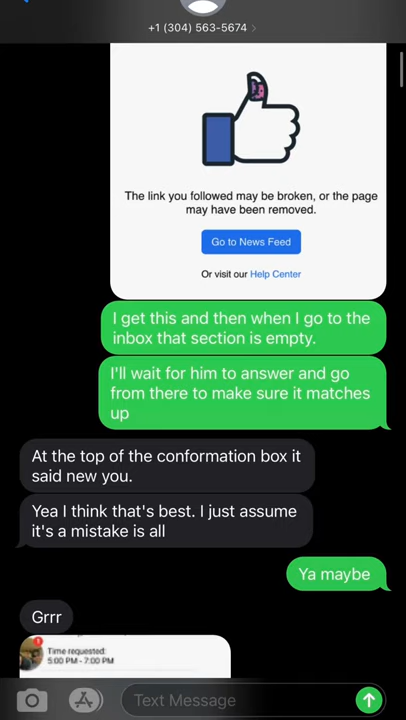 +1 (304) 563-5674 >
The link you followed may be broken, or the page
may have been removed.
Go to News Feed
Or visit our Help Center
I get this and then when I go to the
inbox that section is empty.
I'll wait for him to answer and go
from there to make sure it matches
up
At the top of the conformation box it
said new you.
Yea I think that's best. I just assume
it's a mistake is all
Ya maybe
Grrr
Time requested:
5:00 PM - 7:00 PM
Text Message